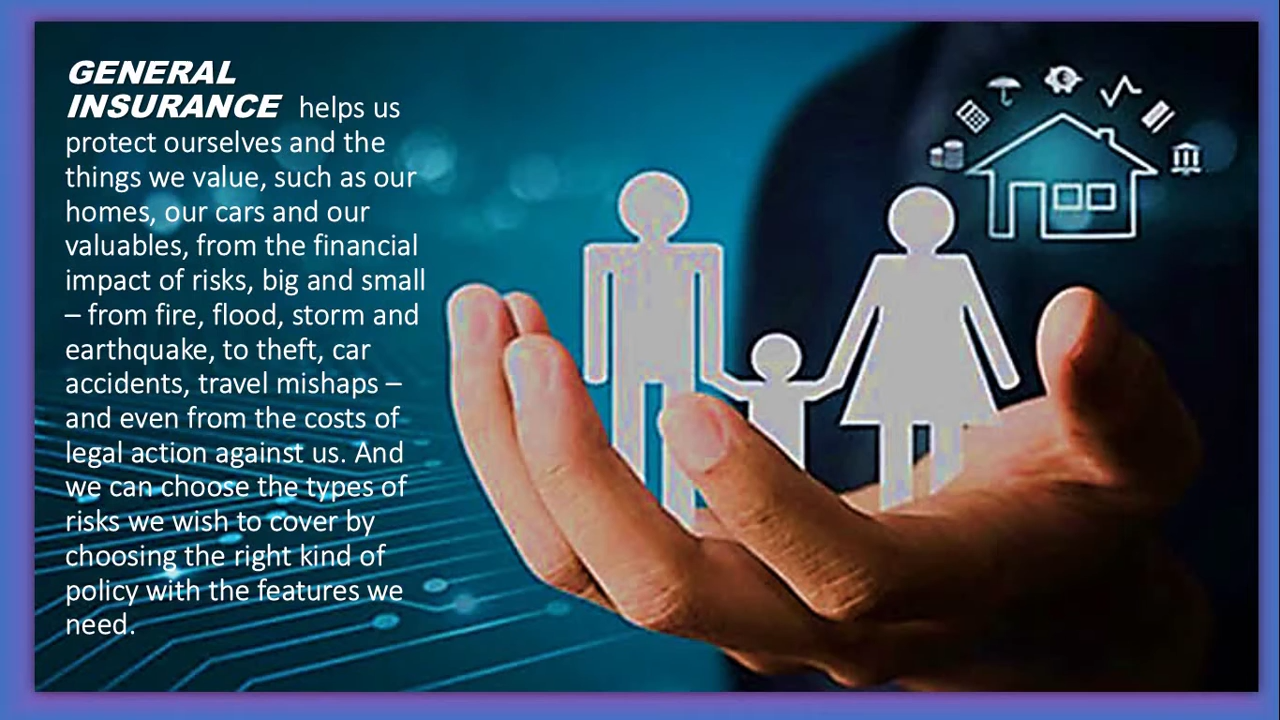 GENERAL
INSURANCE helps us
protect ourselves and the
things we value, such as our
homes, our cars and our
valuables, from the financial
impact of risks, big and small
– from fire, flood, storm and
earthquake, to theft, car
accidents, travel mishaps –
and even from the costs of
legal action against us. And
we can choose the types of
risks we wish to cover by
choosing the right kind of
policy with the features we
need.